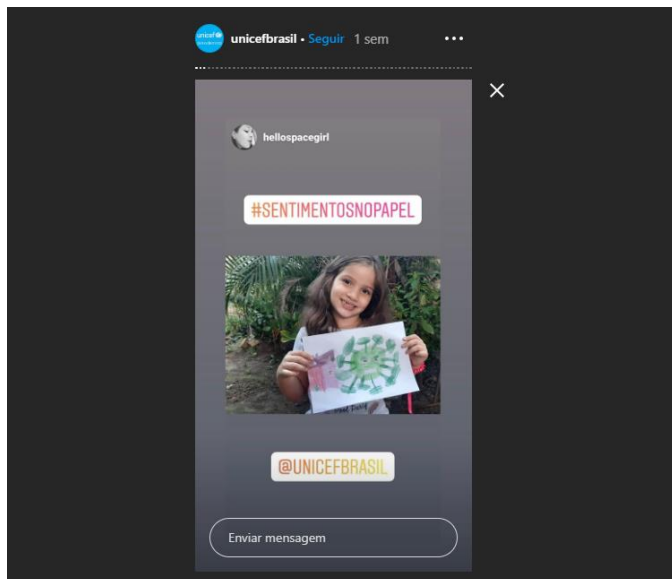 unicefbrasil • Seguir 1 sem
hellospacegirl
#SENTIMENTOSNOPAPEL
@UNICEFBRASIL
Enviar mensagem